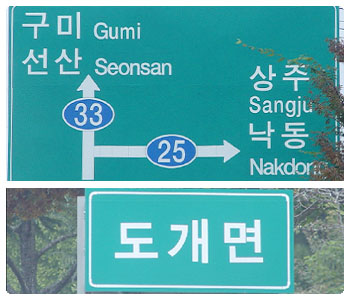 구미 Gumi
선산 Seonsan
33
25
상주
Sangju
낙동
Nakdong
도개면